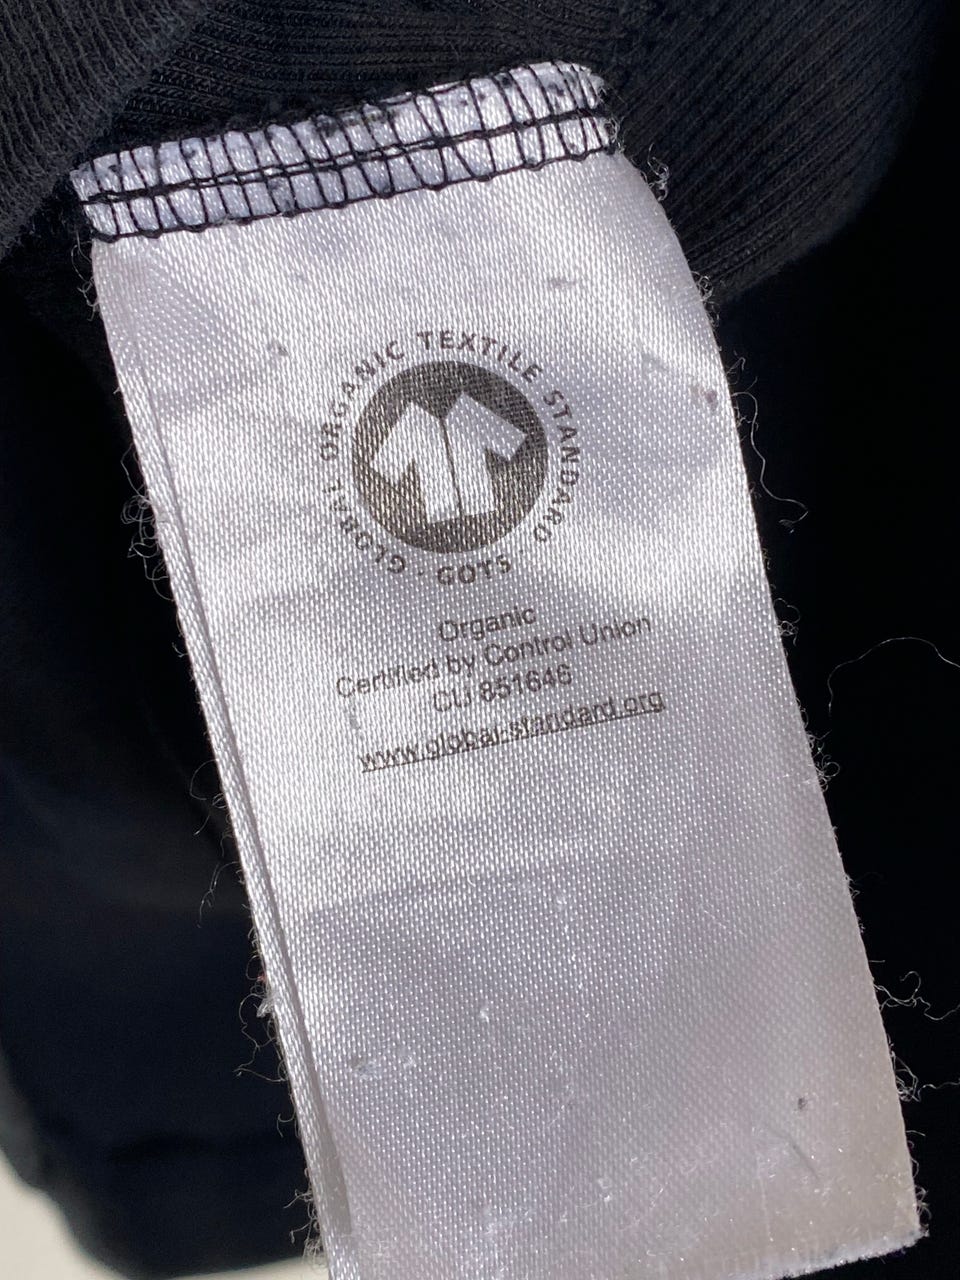 GLOBAL ORGANIC TEXTILE STANDARD · GOTS ·
Organic
Certified by Control Union
CU 851646
www.global-standard.org